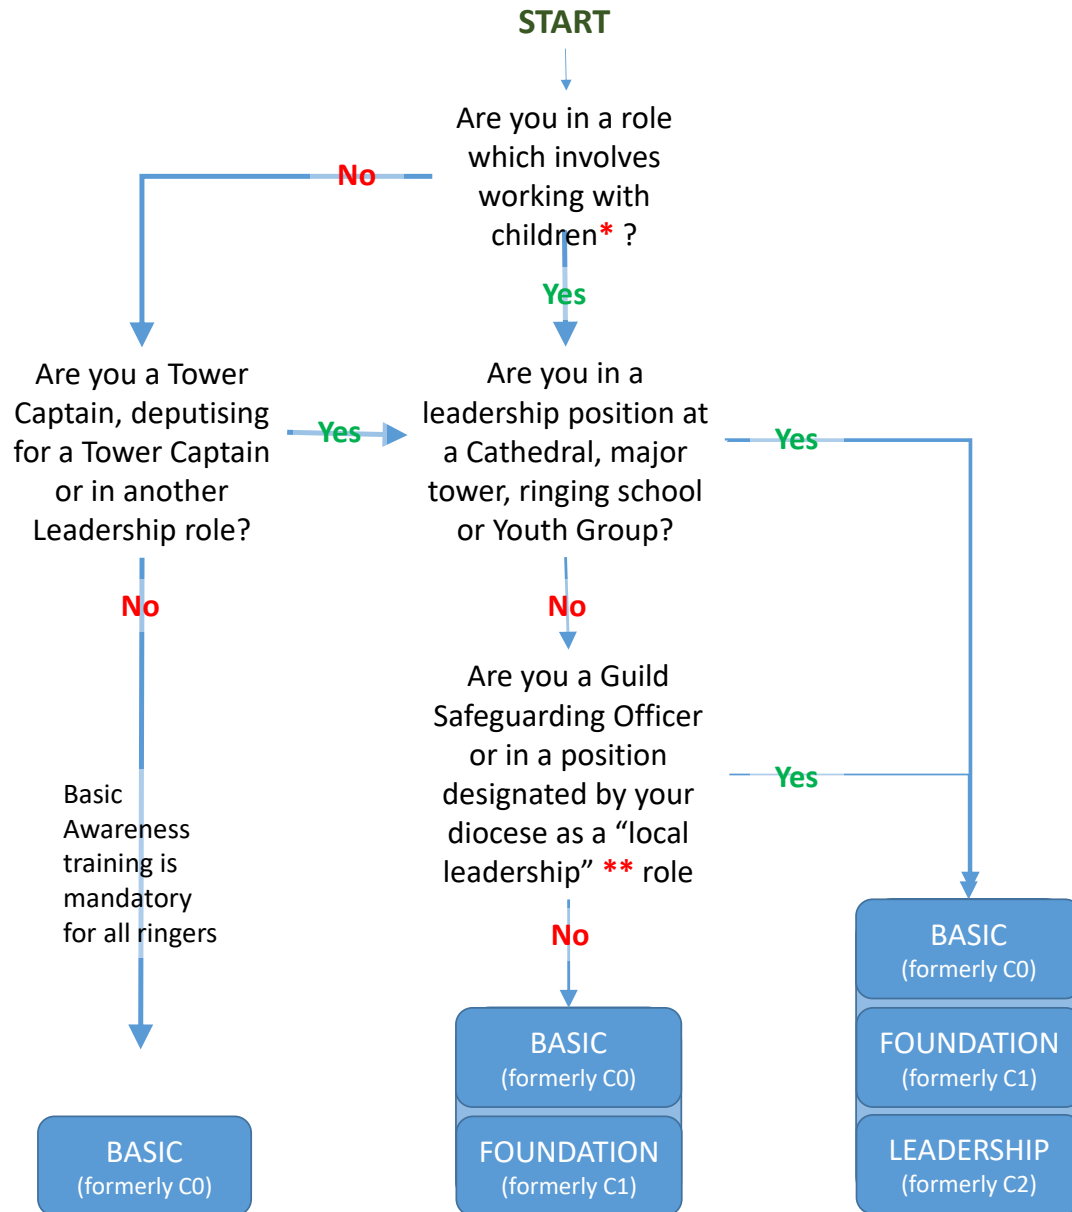 START
Are you in a role
which involves
working with
children* ?
No
Yes
Are you a Tower
Captain, deputising
for a Tower Captain
or in another
Leadership role?
Yes
Are you in a
leadership position at
a Cathedral, major
tower, ringing school
or Youth Group?
Yes
No
No
Are you a Guild
Safeguarding Officer
or in a position
designated by your
diocese as a “local
leadership” ** role
Yes
Basic
Awareness
training is
mandatory
for all ringers
No
BASIC
(formerly C0)
BASIC
(formerly C0)
FOUNDATION
(formerly C1)
BASIC
(formerly C0)
FOUNDATION
(formerly C1)
LEADERSHIP
(formerly C2)